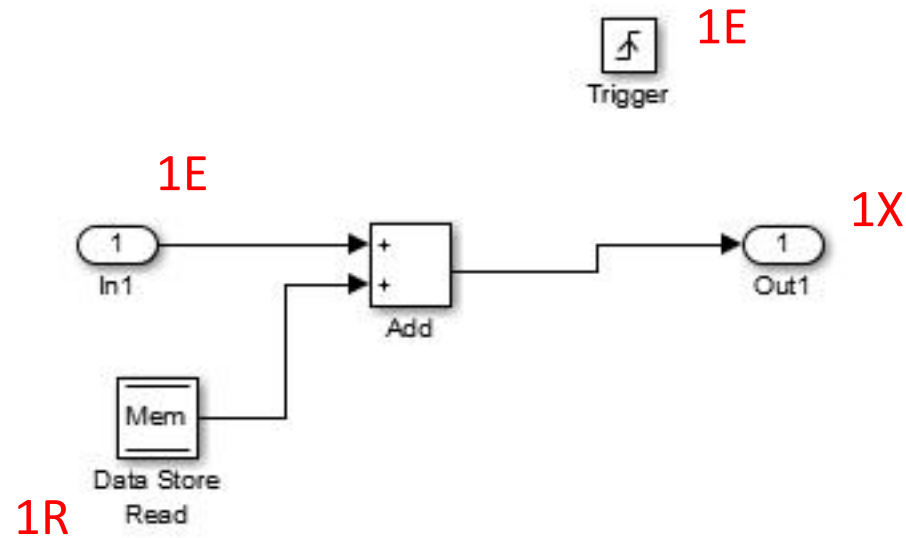 1E
Trigger
1E
1
In1
+
+
Add
1X
1
Out1
Mem
Data Store
Read
1R